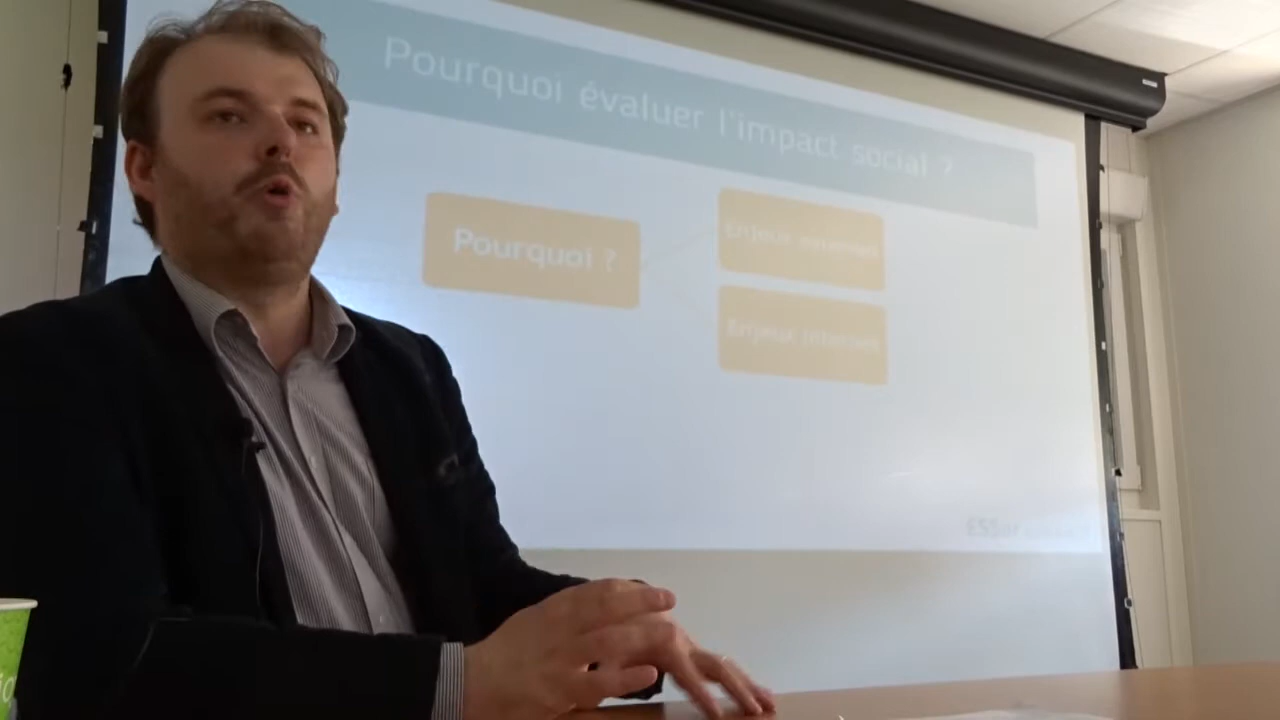 Pourquoi évaluer l'impact social ?
Pourquoi ?
Enjeux externes
Enjeux internes